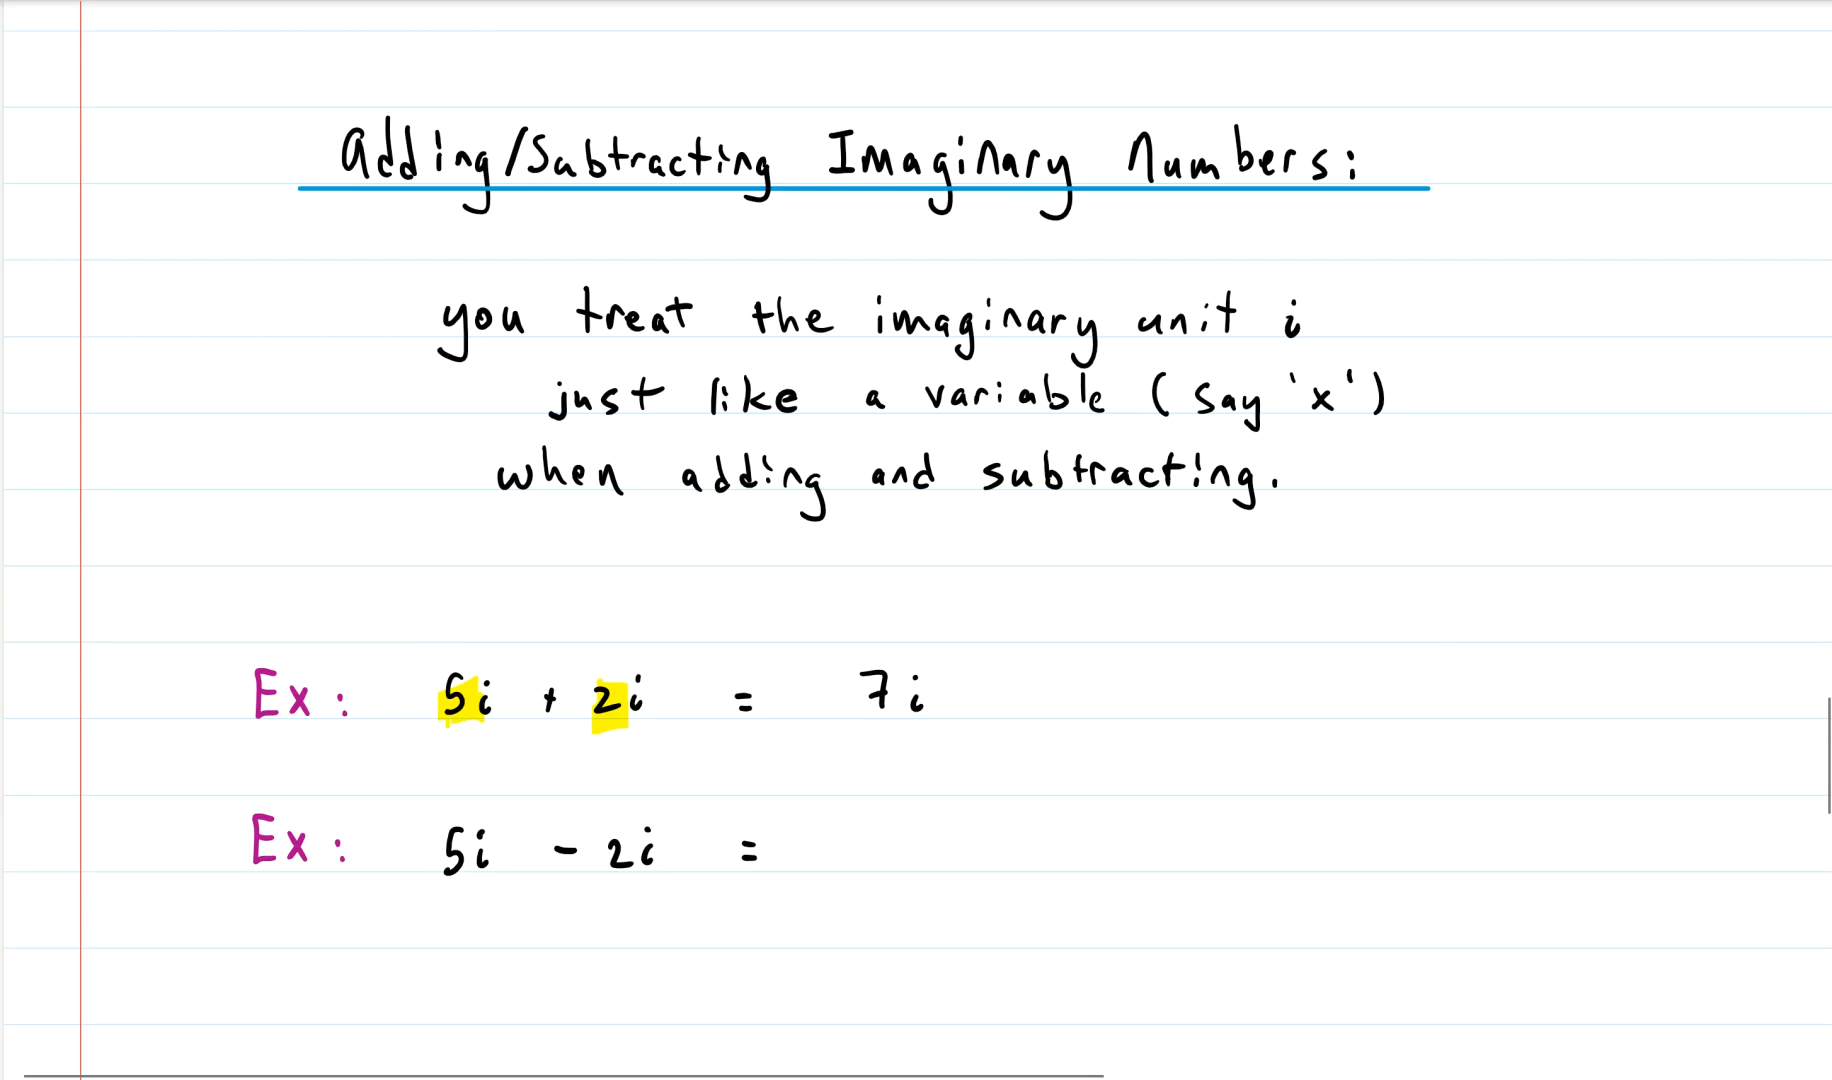 Adding/Subtracting Imaginary Numbers:
you treat the imaginary unit i
just like a variable (say 'x')
when adding and subtracting.
Ex: 5i + 2i = 7i
Ex: 5i - 2i =